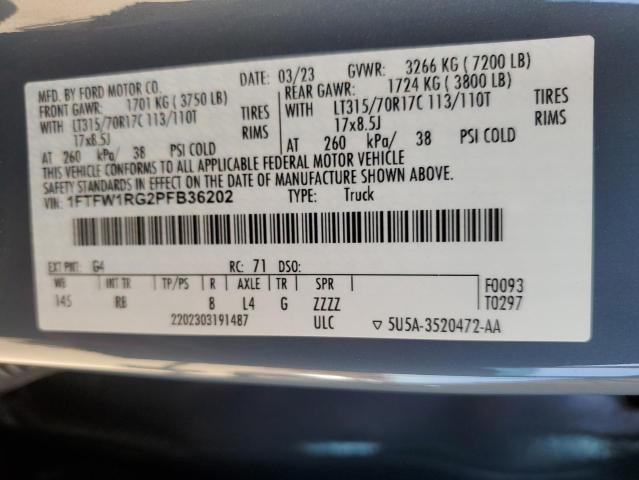 MFD. BY FORD MOTOR CO. DATE: 03/23 GVWR: 3266 KG ( 7200 LB)
FRONT GAWR: 1701 KG ( 3750 LB) REAR GAWR: 1724 KG ( 3800 LB)
WITH LT315/70R17C 113/110T TIRES WITH LT315/70R17C 113/110T TIRES
17x8.5J RIMS 17x8.5J RIMS
AT 260 kPa/ 38 PSI COLD AT 260 kPa/ 38 PSI COLD
THIS VEHICLE CONFORMS TO ALL APPLICABLE FEDERAL MOTOR VEHICLE
SAFETY STANDARDS IN EFFECT ON THE DATE OF MANUFACTURE SHOWN ABOVE.
VIN: 1FTFW1RG2PFB36202 TYPE: Truck
EXT PNT: G4 RC: 71 DSO:
WB INT TR TP/PS R AXLE TR SPR F0093
145 RB 8 L4 G ZZZZ T0297
2202303191487 ULC ▽ 5U5A-3520472-AA